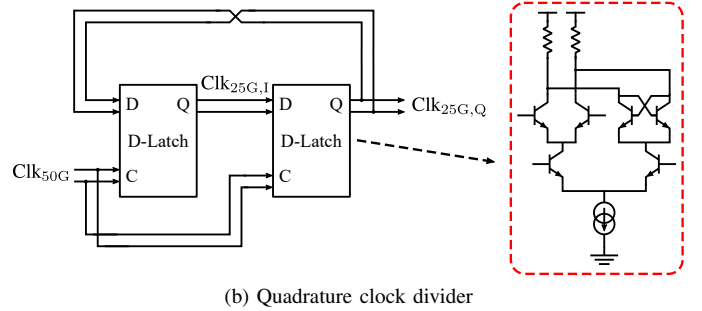 Clk25G,I
D Q D Q Clk25G,Q
D-Latch D-Latch
Clk50G C C
(b) Quadrature clock divider